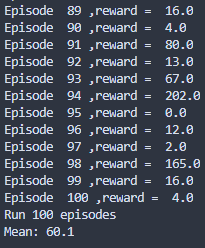 Episode  89 ,reward =  16.0
Episode  90 ,reward =  4.0
Episode  91 ,reward =  80.0
Episode  92 ,reward =  13.0
Episode  93 ,reward =  67.0
Episode  94 ,reward =  202.0
Episode  95 ,reward =  0.0
Episode  96 ,reward =  12.0
Episode  97 ,reward =  2.0
Episode  98 ,reward =  165.0
Episode  99 ,reward =  16.0
Episode  100 ,reward =  4.0
Run 100 episodes
Mean: 60.1